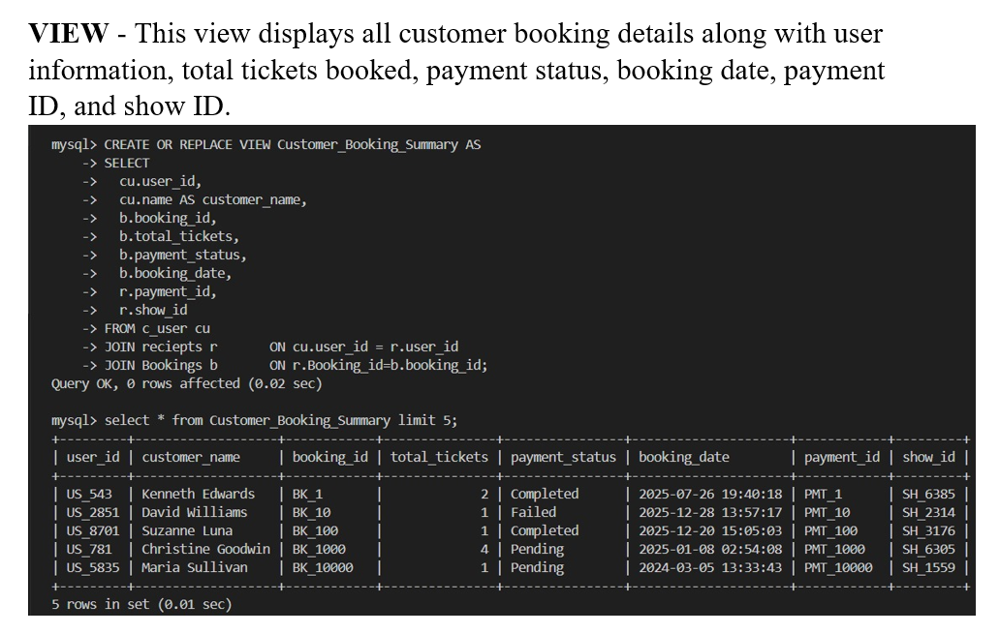 VIEW - This view displays all customer booking details along with user
information, total tickets booked, payment status, booking date, payment
ID, and show ID.
mysql> CREATE OR REPLACE VIEW Customer_Booking_Summary AS
    -> SELECT
    ->   cu.user_id,
    ->   cu.name AS customer_name,
    ->   b.booking_id,
    ->   b.total_tickets,
    ->   b.payment_status,
    ->   b.booking_date,
    ->   r.payment_id,
    ->   r.show_id
    -> FROM c_user cu
    -> JOIN reciepts r       ON cu.user_id = r.user_id
    -> JOIN Bookings b       ON r.Booking_id=b.booking_id;
Query OK, 0 rows affected (0.02 sec)
mysql> select * from Customer_Booking_Summary limit 5;
+---------+-------------------+------------+---------------+----------------+---------------------+------------+---------+
| user_id | customer_name     | booking_id | total_tickets | payment_status | booking_date        | payment_id | show_id |
+---------+-------------------+------------+---------------+----------------+---------------------+------------+---------+
| US_543  | Kenneth Edwards   | BK_1       |             2 | Completed      | 2025-07-26 19:40:18 | PMT_1      | SH_6385 |
| US_2851 | David Williams    | BK_10      |             1 | Failed         | 2025-12-28 13:57:17 | PMT_10     | SH_2314 |
| US_8701 | Suzanne Luna      | BK_100     |             1 | Completed      | 2025-12-20 15:05:03 | PMT_100    | SH_3176 |
| US_781  | Christine Goodwin | BK_1000    |             4 | Pending        | 2025-01-08 02:54:08 | PMT_1000   | SH_6305 |
| US_5835 | Maria Sullivan    | BK_10000   |             1 | Pending        | 2024-03-05 13:33:43 | PMT_10000  | SH_1559 |
+---------+-------------------+------------+---------------+----------------+---------------------+------------+---------+
5 rows in set (0.01 sec)